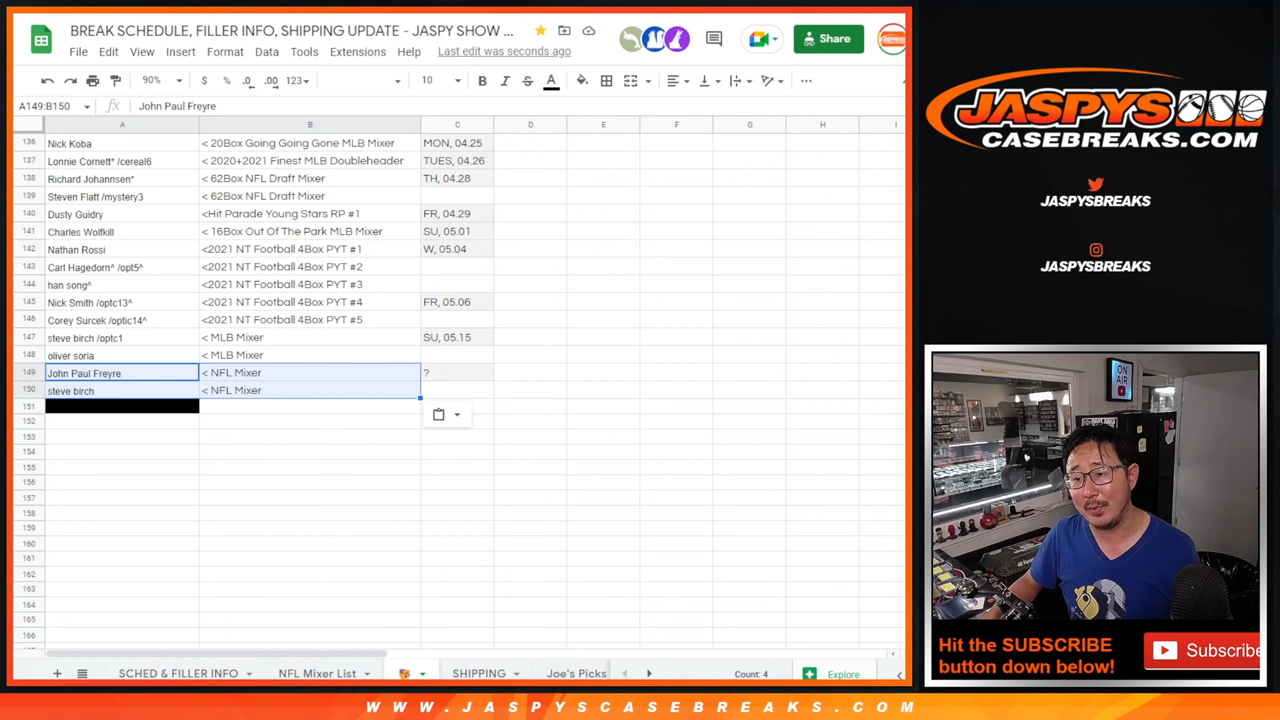 BREAK SCHEDULE, FILLER INFO, SHIPPING UPDATE - JASPY SHOW ...
File Edit View Insert Format Data Tools Extensions Help Last edit was seconds ago
Share
90% $ % .0 .00 123 10 B I S A
A149:B150 fx John Paul Freyre
A B C D E F G H I
136 Nick Koba < 20Box Going Going Gone MLB Mixer MON, 04.25
137 Lonnie Cornett* /cereal6 < 2020+2021 Finest MLB Doubleheader TUES, 04.26
138 Richard Johannsen* < 62Box NFL Draft Mixer TH, 04.28
139 Steven Flatt /mystery3 < 62Box NFL Draft Mixer
140 Dusty Guidry <Hit Parade Young Stars RP #1 FR, 04.29
141 Charles Wolfkill < 16Box Out Of The Park MLB Mixer SU, 05.01
142 Nathan Rossi <2021 NT Football 4Box PYT #1 W, 05.04
143 Carl Hagedorn^ /opt5^ <2021 NT Football 4Box PYT #2
144 han song^ <2021 NT Football 4Box PYT #3
145 Nick Smith /optc13^ <2021 NT Football 4Box PYT #4 FR, 05.06
146 Corey Surcek /optic14^ <2021 NT Football 4Box PYT #5
147 steve birch /optc1 < MLB Mixer SU, 05.15
148 oliver soria < MLB Mixer
149 John Paul Freyre < NFL Mixer ?
150 steve birch < NFL Mixer
151
152
153
154
155
156
157
158
159
160
161
162
163
164
165
166
SCHED & FILLER INFO NFL Mixer List SHIPPING Joe's Picks Count: 4 Explore
JASPYS
CASEBREAKS.COM
JASPYSBREAKS
JASPYSBREAKS
ON
AIR
Hit the SUBSCRIBE
button down below!
Subscribe
WWW.JASPYSCASEBREAKS.COM